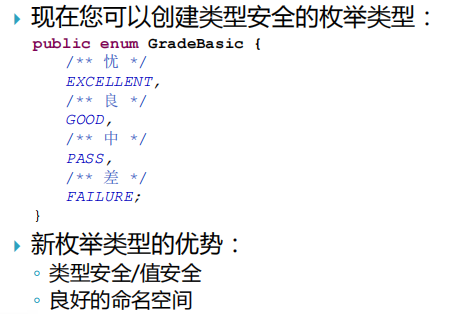 现在您可以创建类型安全的枚举类型：
public enum GradeBasic {
/** 忧 */
EXCELLENT,
/** 良 */
GOOD,
/** 中 */
PASS,
/** 差 */
FAILURE;
}
新枚举类型的优势：
类型安全/值安全
良好的命名空间